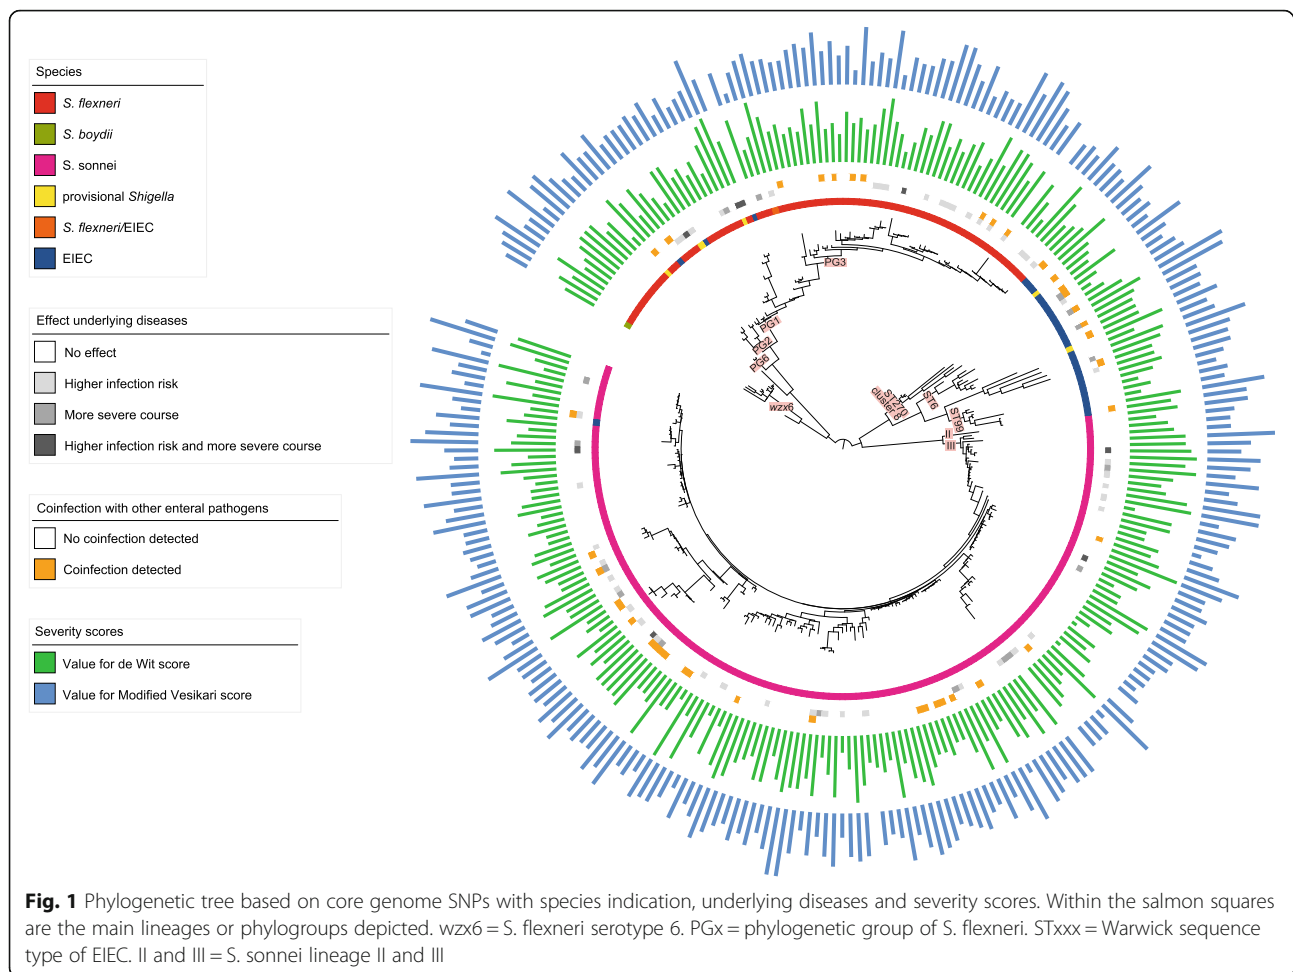 Species
S. flexneri
S. boydii
S. sonnei
provisional Shigella
S. flexneri/EIEC
EIEC
Effect underlying diseases
No effect
Higher infection risk
More severe course
Higher infection risk and more severe course
Coinfection with other enteral pathogens
No coinfection detected
Coinfection detected
Severity scores
Value for de Wit score
Value for Modified Vesikari score
PG3
PG1
PG2
PG6
wzx6
ST270
cluster 8
ST6
ST99
II
III
Fig. 1 Phylogenetic tree based on core genome SNPs with species indication, underlying diseases and severity scores. Within the salmon squares
are the main lineages or phylogroups depicted. wzx6 = S. flexneri serotype 6. PGx = phylogenetic group of S. flexneri. STxxx = Warwick sequence
type of EIEC. II and III = S. sonnei lineage II and III